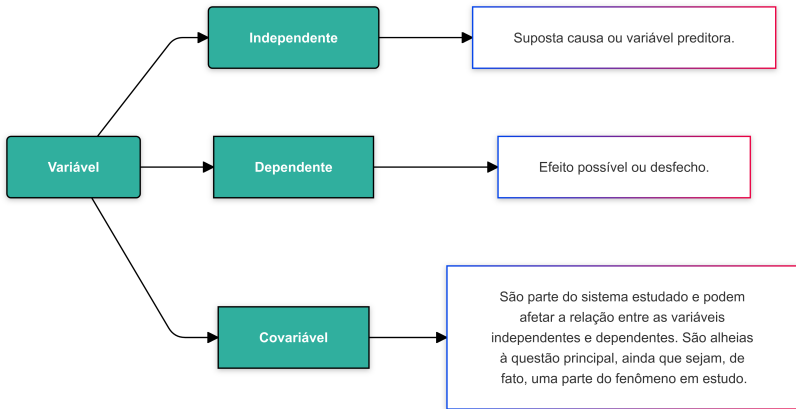 Independente
Suposta causa ou variável preditora.
Variável
Dependente
Efeito possível ou desfecho.
Covariável
São parte do sistema estudado e podem
afetar a relação entre as variáveis
independentes e dependentes. São alheias
à questão principal, ainda que sejam, de
fato, uma parte do fenômeno em estudo.